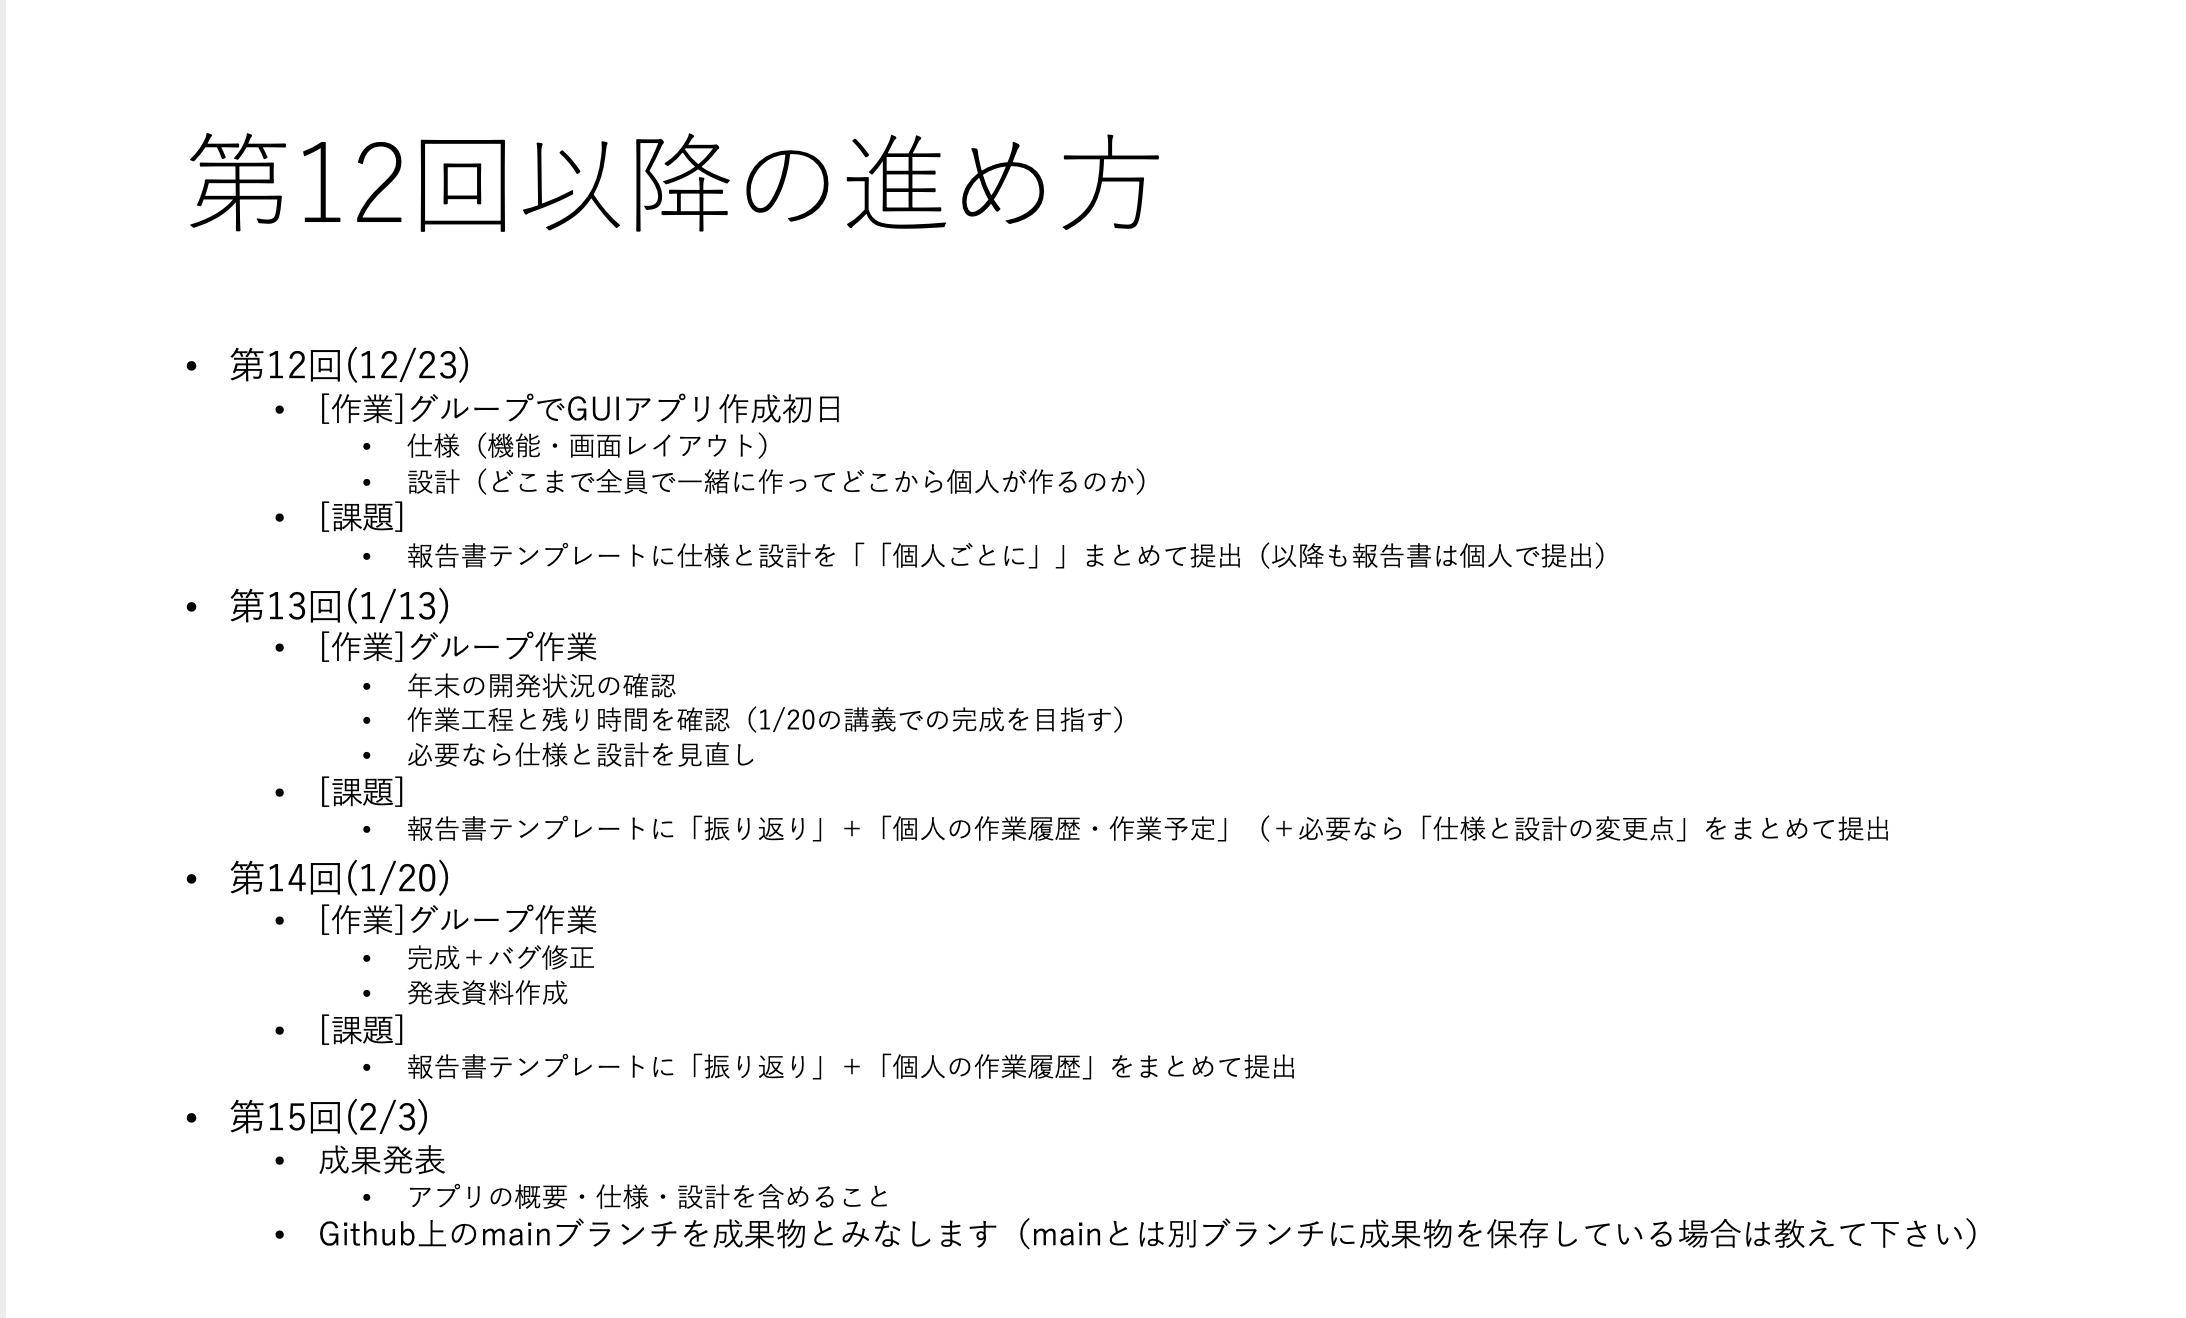 第12回以降の進め方
• 第12回(12/23)
• [作業]グループでGUIアプリ作成初日
• 仕様（機能・画面レイアウト）
• 設計（どこまで全員で一緒に作ってどこから個人が作るのか）
• [課題]
• 報告書テンプレートに仕様と設計を「「個人ごとに」」まとめて提出（以降も報告書は個人で提出）
• 第13回(1/13)
• [作業]グループ作業
• 年末の開発状況の確認
• 作業工程と残り時間を確認（1/20の講義での完成を目指す）
• 必要なら仕様と設計を見直し
• [課題]
• 報告書テンプレートに「振り返り」＋「個人の作業履歴・作業予定」（＋必要なら「仕様と設計の変更点」をまとめて提出
• 第14回(1/20)
• [作業]グループ作業
• 完成＋バグ修正
• 発表資料作成
• [課題]
• 報告書テンプレートに「振り返り」＋「個人の作業履歴」をまとめて提出
• 第15回(2/3)
• 成果発表
• アプリの概要・仕様・設計を含めること
• Github上のmainブランチを成果物とみなします（mainとは別ブランチに成果物を保存している場合は教えて下さい）